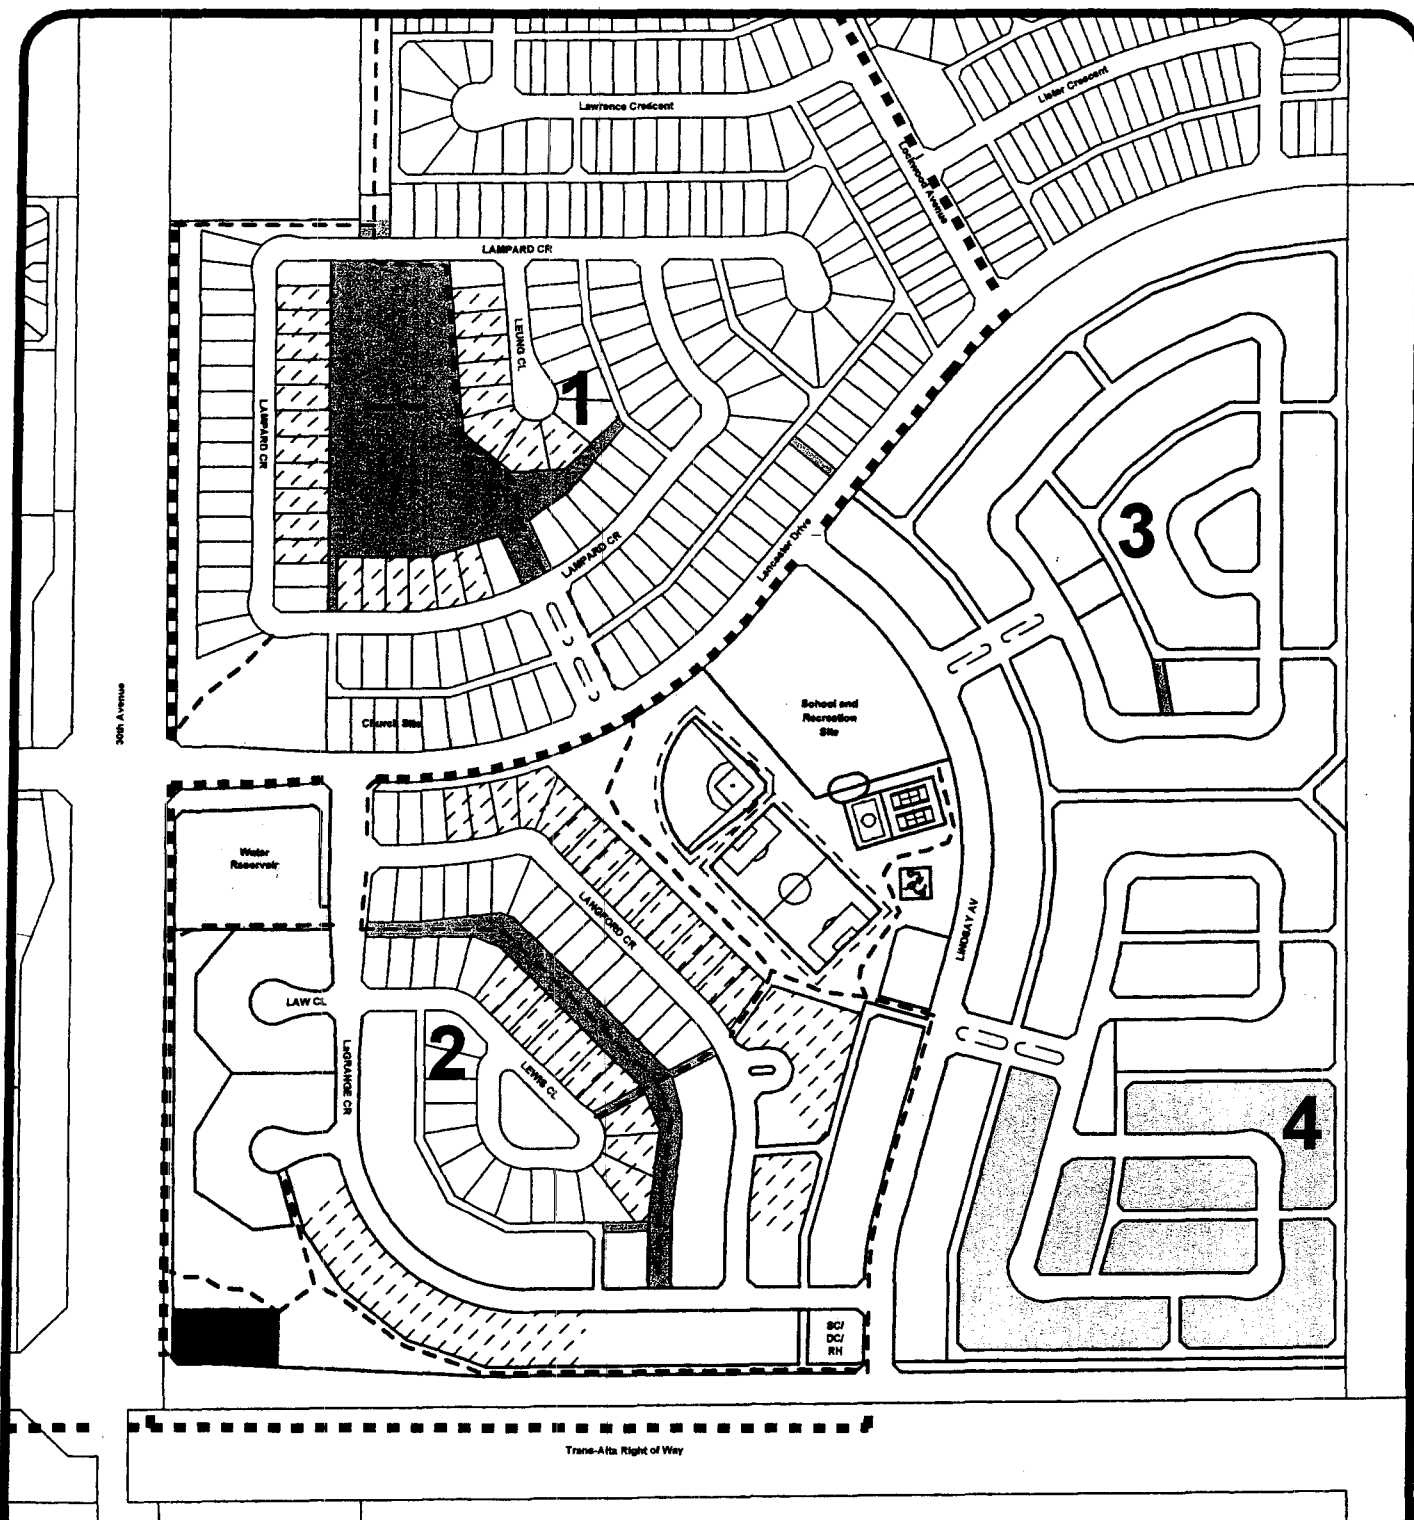 Lawrence Crescent
Lister Crescent
Lockwood Avenue
LAMPARD CR
LEUNG CL
1
LAMPARD CR
3
LAMPARD CR
Lancaster Drive
30th Avenue
Church Site
School and
Recreation
Site
Water
Reservoir
LANGFORD CR
LINDSAY AV
LAW CL
2
LaGRANGE CR
LEWIS CL
4
SC/
DC/
RH
Trans-Alta Right of Way